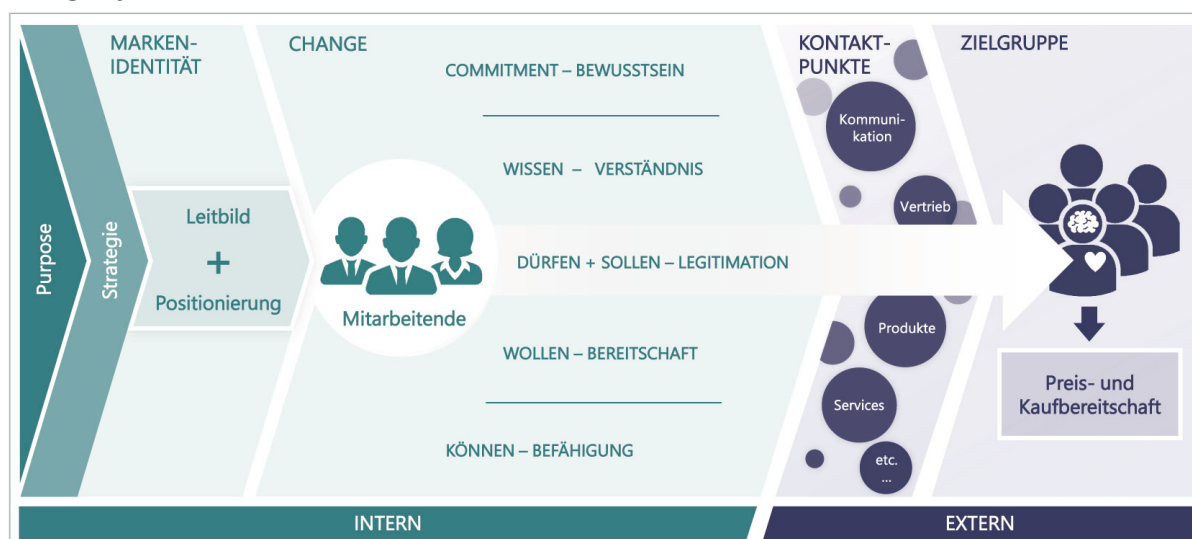 Purpose
Strategie
MARKEN-
IDENTITÄT
Leitbild
+
Positionierung
CHANGE
Mitarbeitende
COMMITMENT – BEWUSSTSEIN
WISSEN – VERSTÄNDNIS
DÜRFEN + SOLLEN – LEGITIMATION
WOLLEN – BEREITSCHAFT
KÖNNEN – BEFÄHIGUNG
KONTAKT-
PUNKTE
Kommuni-
kation
Vertrieb
Produkte
Services
etc.
...
ZIELGRUPPE
Preis- und
Kaufbereitschaft
INTERN
EXTERN